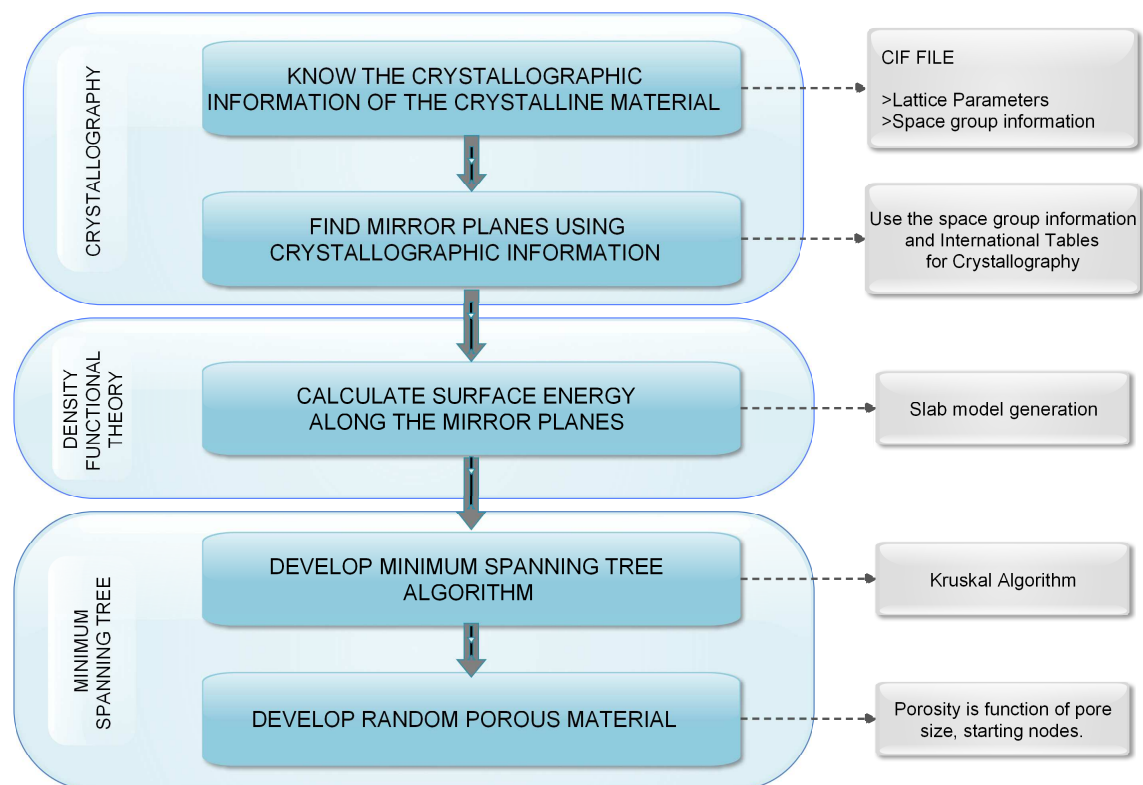 CRYSTALLOGRAPHY
KNOW THE CRYSTALLOGRAPHIC
INFORMATION OF THE CRYSTALLINE MATERIAL
CIF FILE
>Lattice Parameters
>Space group information
FIND MIRROR PLANES USING
CRYSTALLOGRAPHIC INFORMATION
Use the space group information
and International Tables
for Crystallography
DENSITY
FUNCTIONAL
THEORY
CALCULATE SURFACE ENERGY
ALONG THE MIRROR PLANES
Slab model generation
MINIMUM
SPANNING TREE
DEVELOP MINIMUM SPANNING TREE
ALGORITHM
Kruskal Algorithm
DEVELOP RANDOM POROUS MATERIAL
Porosity is function of pore
size, starting nodes.